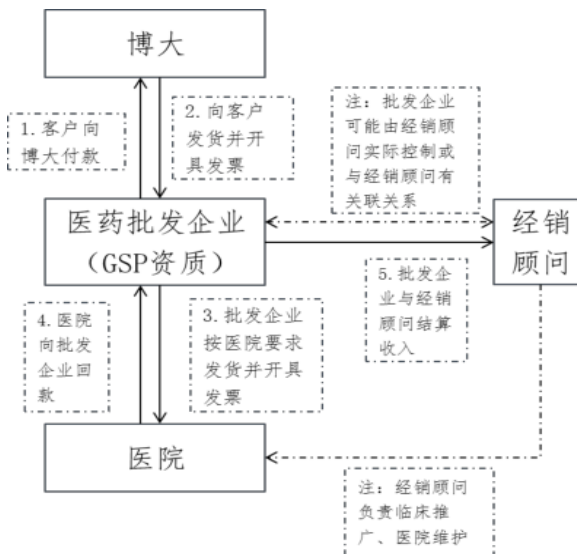 博大
1.客户向
博大付款
2.向客户
发货并开
具发票
注：批发企业
可能由经销顾
问实际控制或
与经销顾问有
关联关系
医药批发企业
（GSP资质）
经销
顾问
5.批发企
业与经销
顾问结算
收入
4.医院
向批发
企业回
款
3.批发企业
按医院要求
发货并开具
发票
医院
注：经销顾问
负责临床推
广、医院维护